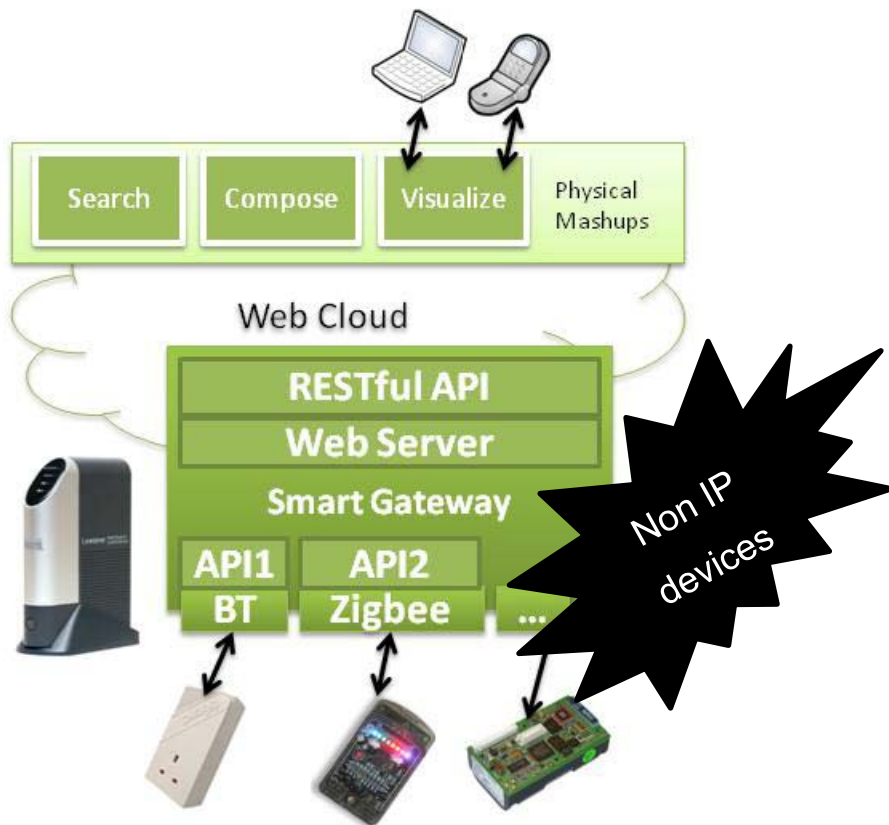 Search
Compose
Visualize
Physical
Mashups
Web Cloud
RESTful API
Web Server
Smart Gateway
Non IP
devices
API1
API2
BT
Zigbee
...